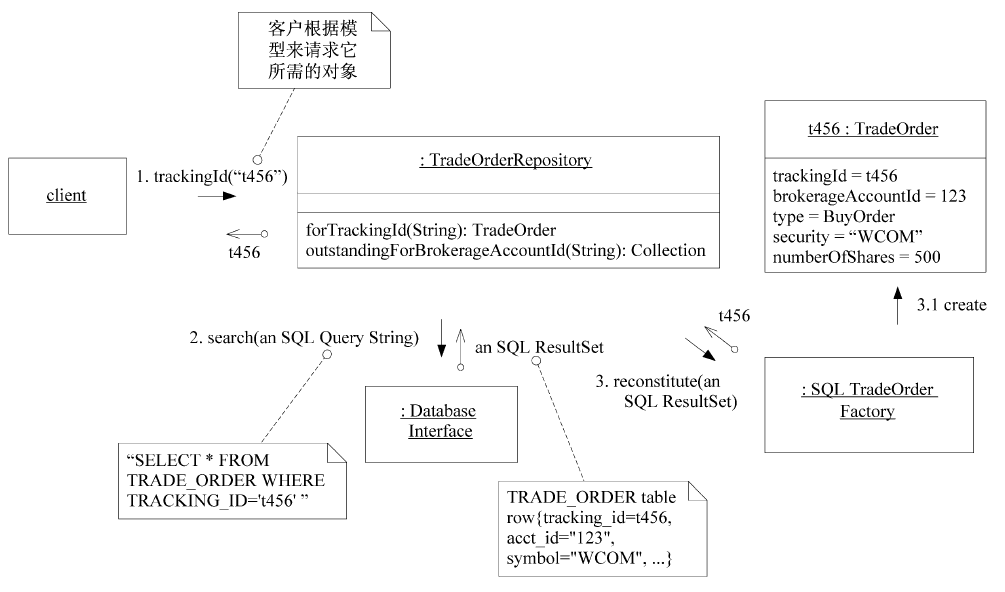 客户根据模
型来请求它
所需的对象
client
1. trackingId(“t456”)
t456
: TradeOrderRepository
forTrackingId(String): TradeOrder
outstandingForBrokerageAccountId(String): Collection
t456 : TradeOrder
trackingId = t456
brokerageAccountId = 123
type = BuyOrder
security = “WCOM”
numberOfShares = 500
3.1 create
t456
2. search(an SQL Query String)
an SQL ResultSet
3. reconstitute(an
SQL ResultSet)
: Database
Interface
: SQL TradeOrder
Factory
“SELECT * FROM
TRADE_ORDER WHERE
TRACKING_ID='t456' ”
TRADE_ORDER table
row{tracking_id=t456,
acct_id="123",
symbol="WCOM", ...}